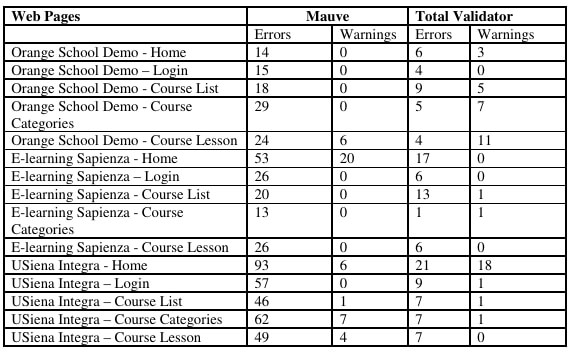 Web Pages Mauve Total Validator
Errors Warnings Errors Warnings
Orange School Demo - Home 14 0 6 3
Orange School Demo – Login 15 0 4 0
Orange School Demo - Course List 18 0 9 5
Orange School Demo - Course 29 0 5 7
Categories
Orange School Demo - Course Lesson 24 6 4 11
E-learning Sapienza - Home 53 20 17 0
E-learning Sapienza – Login 26 0 6 0
E-learning Sapienza - Course List 20 0 13 1
E-learning Sapienza - Course 13 0 1 1
Categories
E-learning Sapienza - Course Lesson 26 0 6 0
USiena Integra - Home 93 6 21 18
USiena Integra – Login 57 0 9 1
USiena Integra – Course List 46 1 7 1
USiena Integra – Course Categories 62 7 7 1
USiena Integra – Course Lesson 49 4 7 0